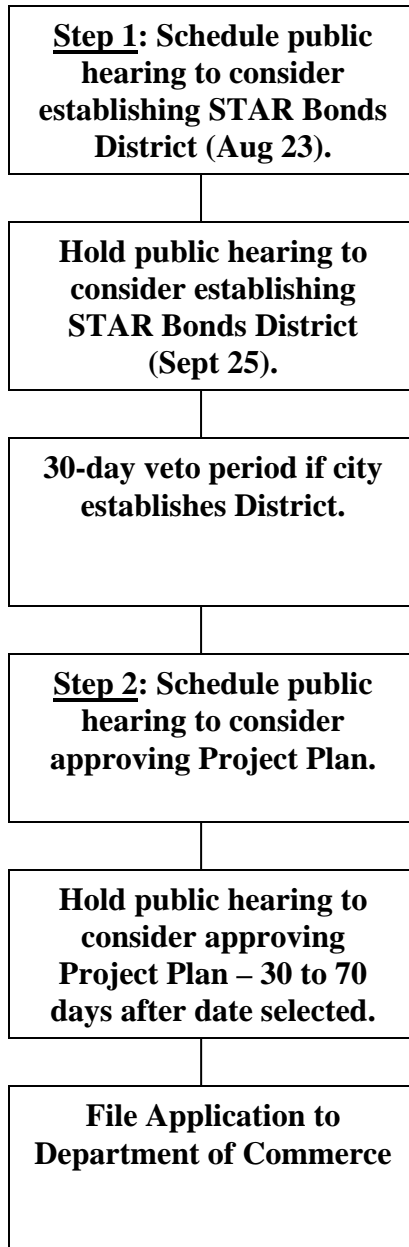 Step 1: Schedule public
hearing to consider
establishing STAR Bonds
District (Aug 23).
Hold public hearing to
consider establishing
STAR Bonds District
(Sept 25).
30-day veto period if city
establishes District.
Step 2: Schedule public
hearing to consider
approving Project Plan.
Hold public hearing to
consider approving
Project Plan – 30 to 70
days after date selected.
File Application to
Department of Commerce